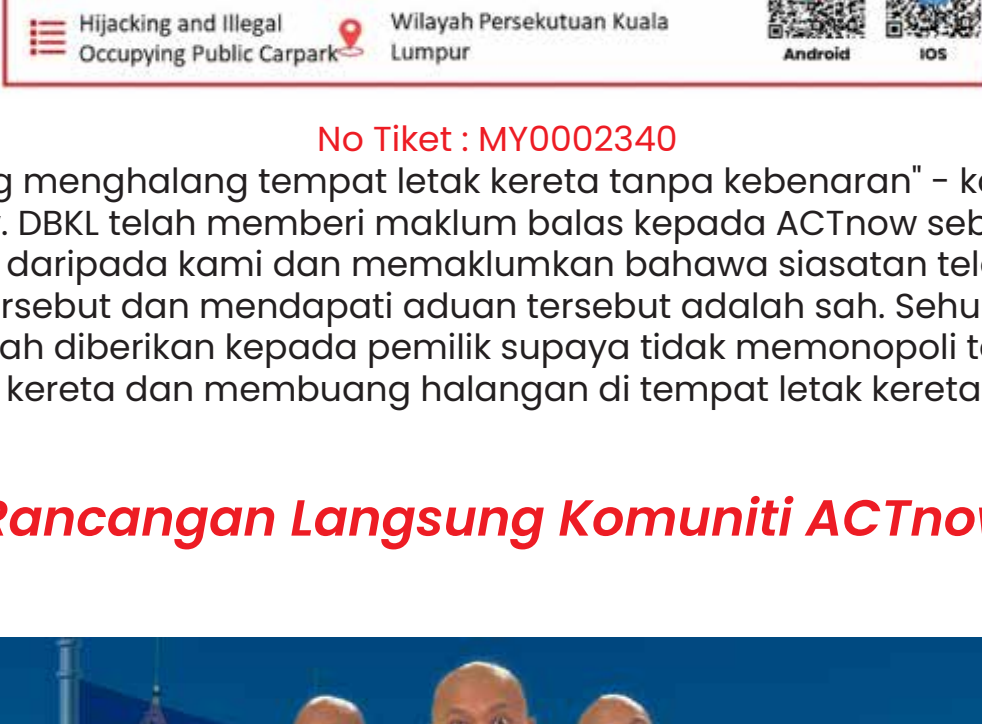 Hijacking and Illegal
Occupying Public Carpark
Wilayah Persekutuan Kuala
Lumpur
Android
IOS
No Tiket : MY0002340
g menghalang tempat letak kereta tanpa kebenaran" -
. DBKL telah memberi maklum balas kepada ACTnow seb
daripada kami dan memaklumkan bahawa siasatan tel
rsebut dan mendapati aduan tersebut adalah sah. Sehu
ah diberikan kepada pemilik supaya tidak memonopoli t
kereta dan membuang halangan di tempat letak kereta
Rancangan Langsung Komuniti ACTnow